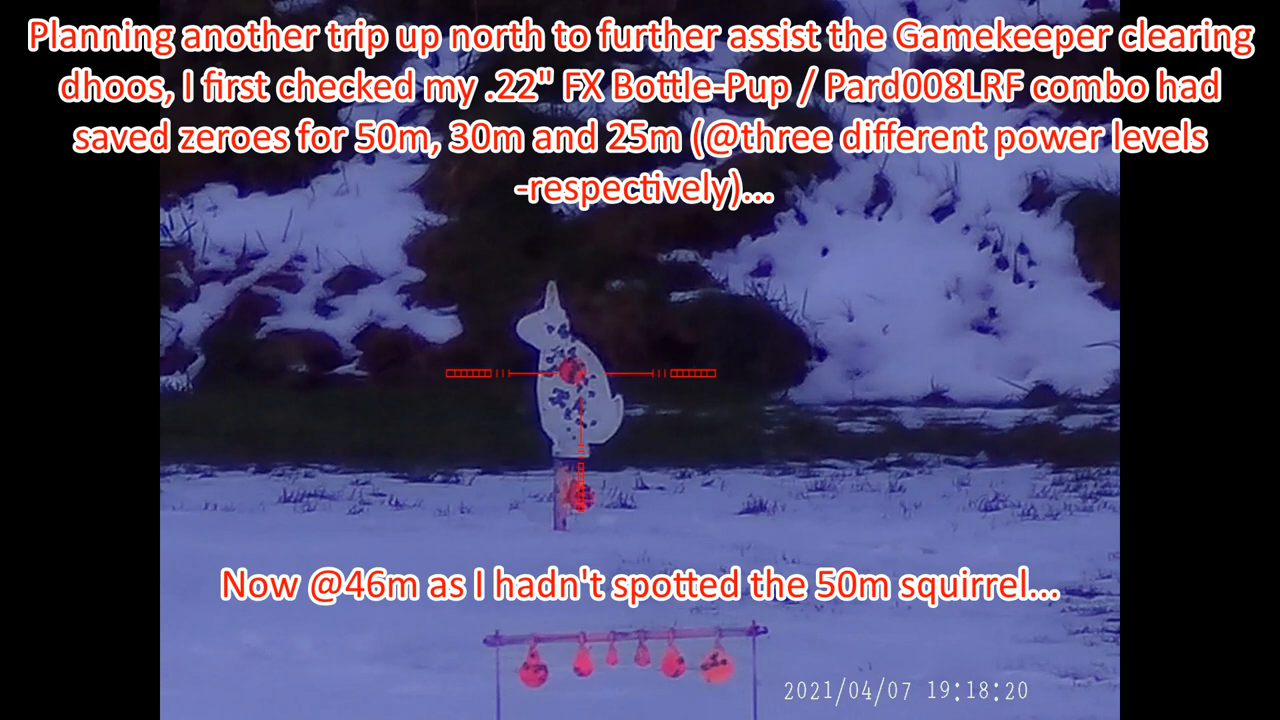 Planning another trip up north to further assist the Gamekeeper clearing
dhoos, I first checked my .22" FX Bottle-Pup / Pard008LRF combo had
saved zeroes for 50m, 30m and 25m (@three different power levels
-respectively)...
Now @46m as I hadn't spotted the 50m squirrel...
2021/04/07 19:18:20